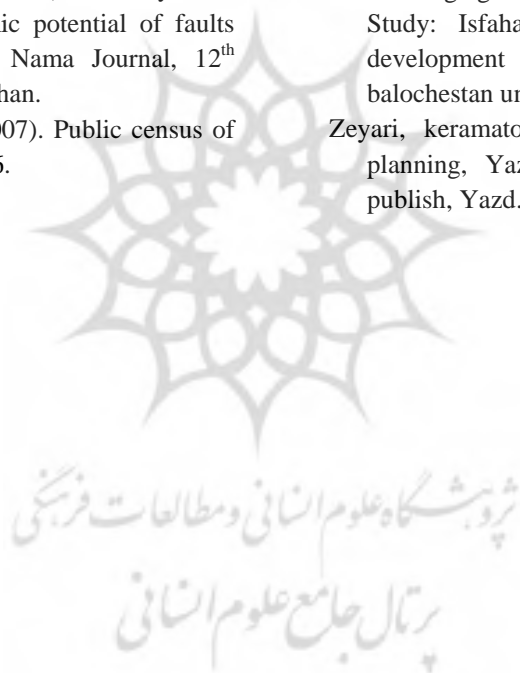 ic potential of faults
Nama Journal, 12th
han.
007). Public census of
Study: Isfaha
development
balochestan un
Zeyari, keramato
planning, Yaz
publish, Yazd.
پژوهشگاه علوم انسانی و مطالعات فرهنگی
پرتال جامع علوم انسانی